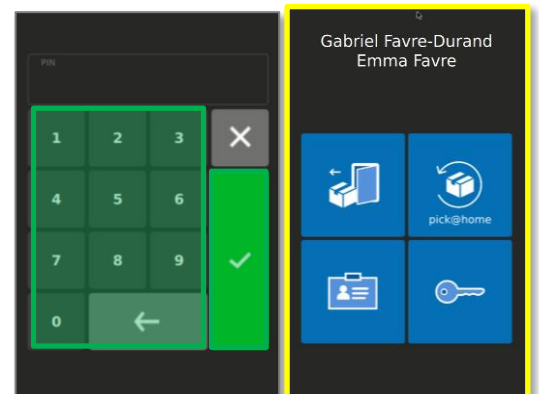 PIN
1 2 3
4 5 6
7 8 9
0
Gabriel Favre-Durand
Emma Favre
pick@home